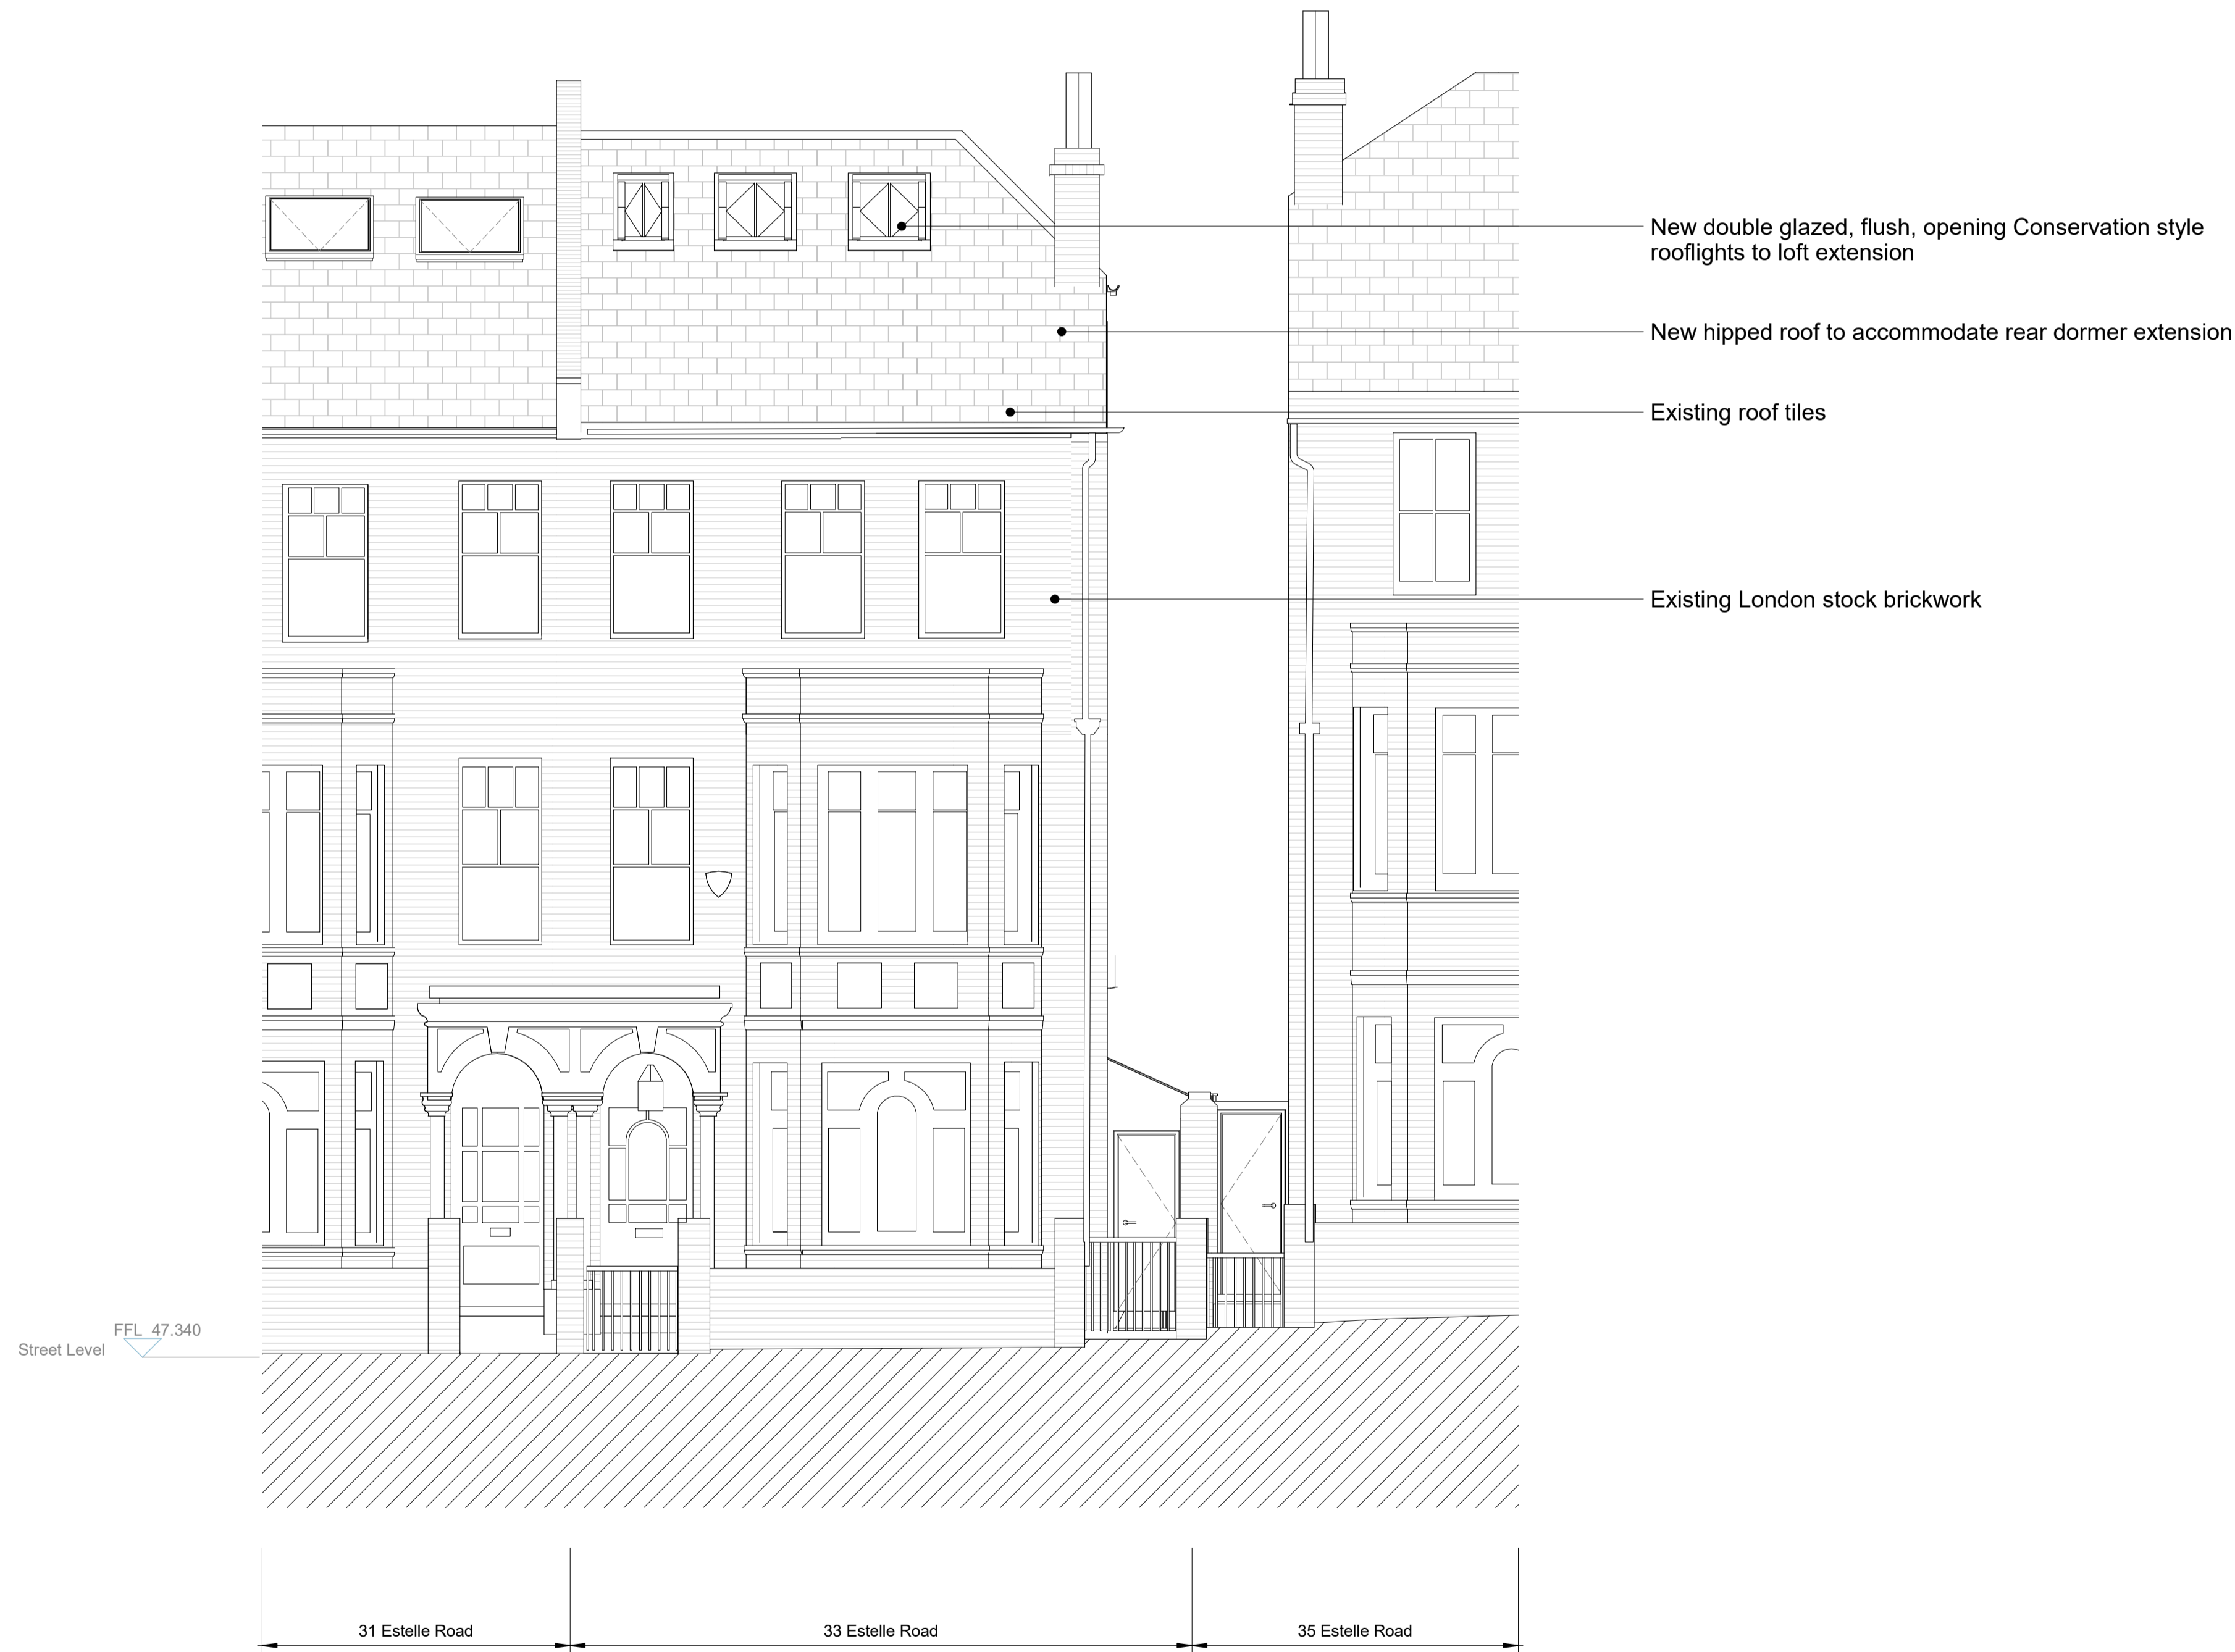 New double glazed, flush, opening Conservation style
rooflights to loft extension
New hipped roof to accommodate rear dormer extension
Existing roof tiles
Existing London stock brickwork
FFL 47.340
Street Level
31 Estelle Road
33 Estelle Road
35 Estelle Road